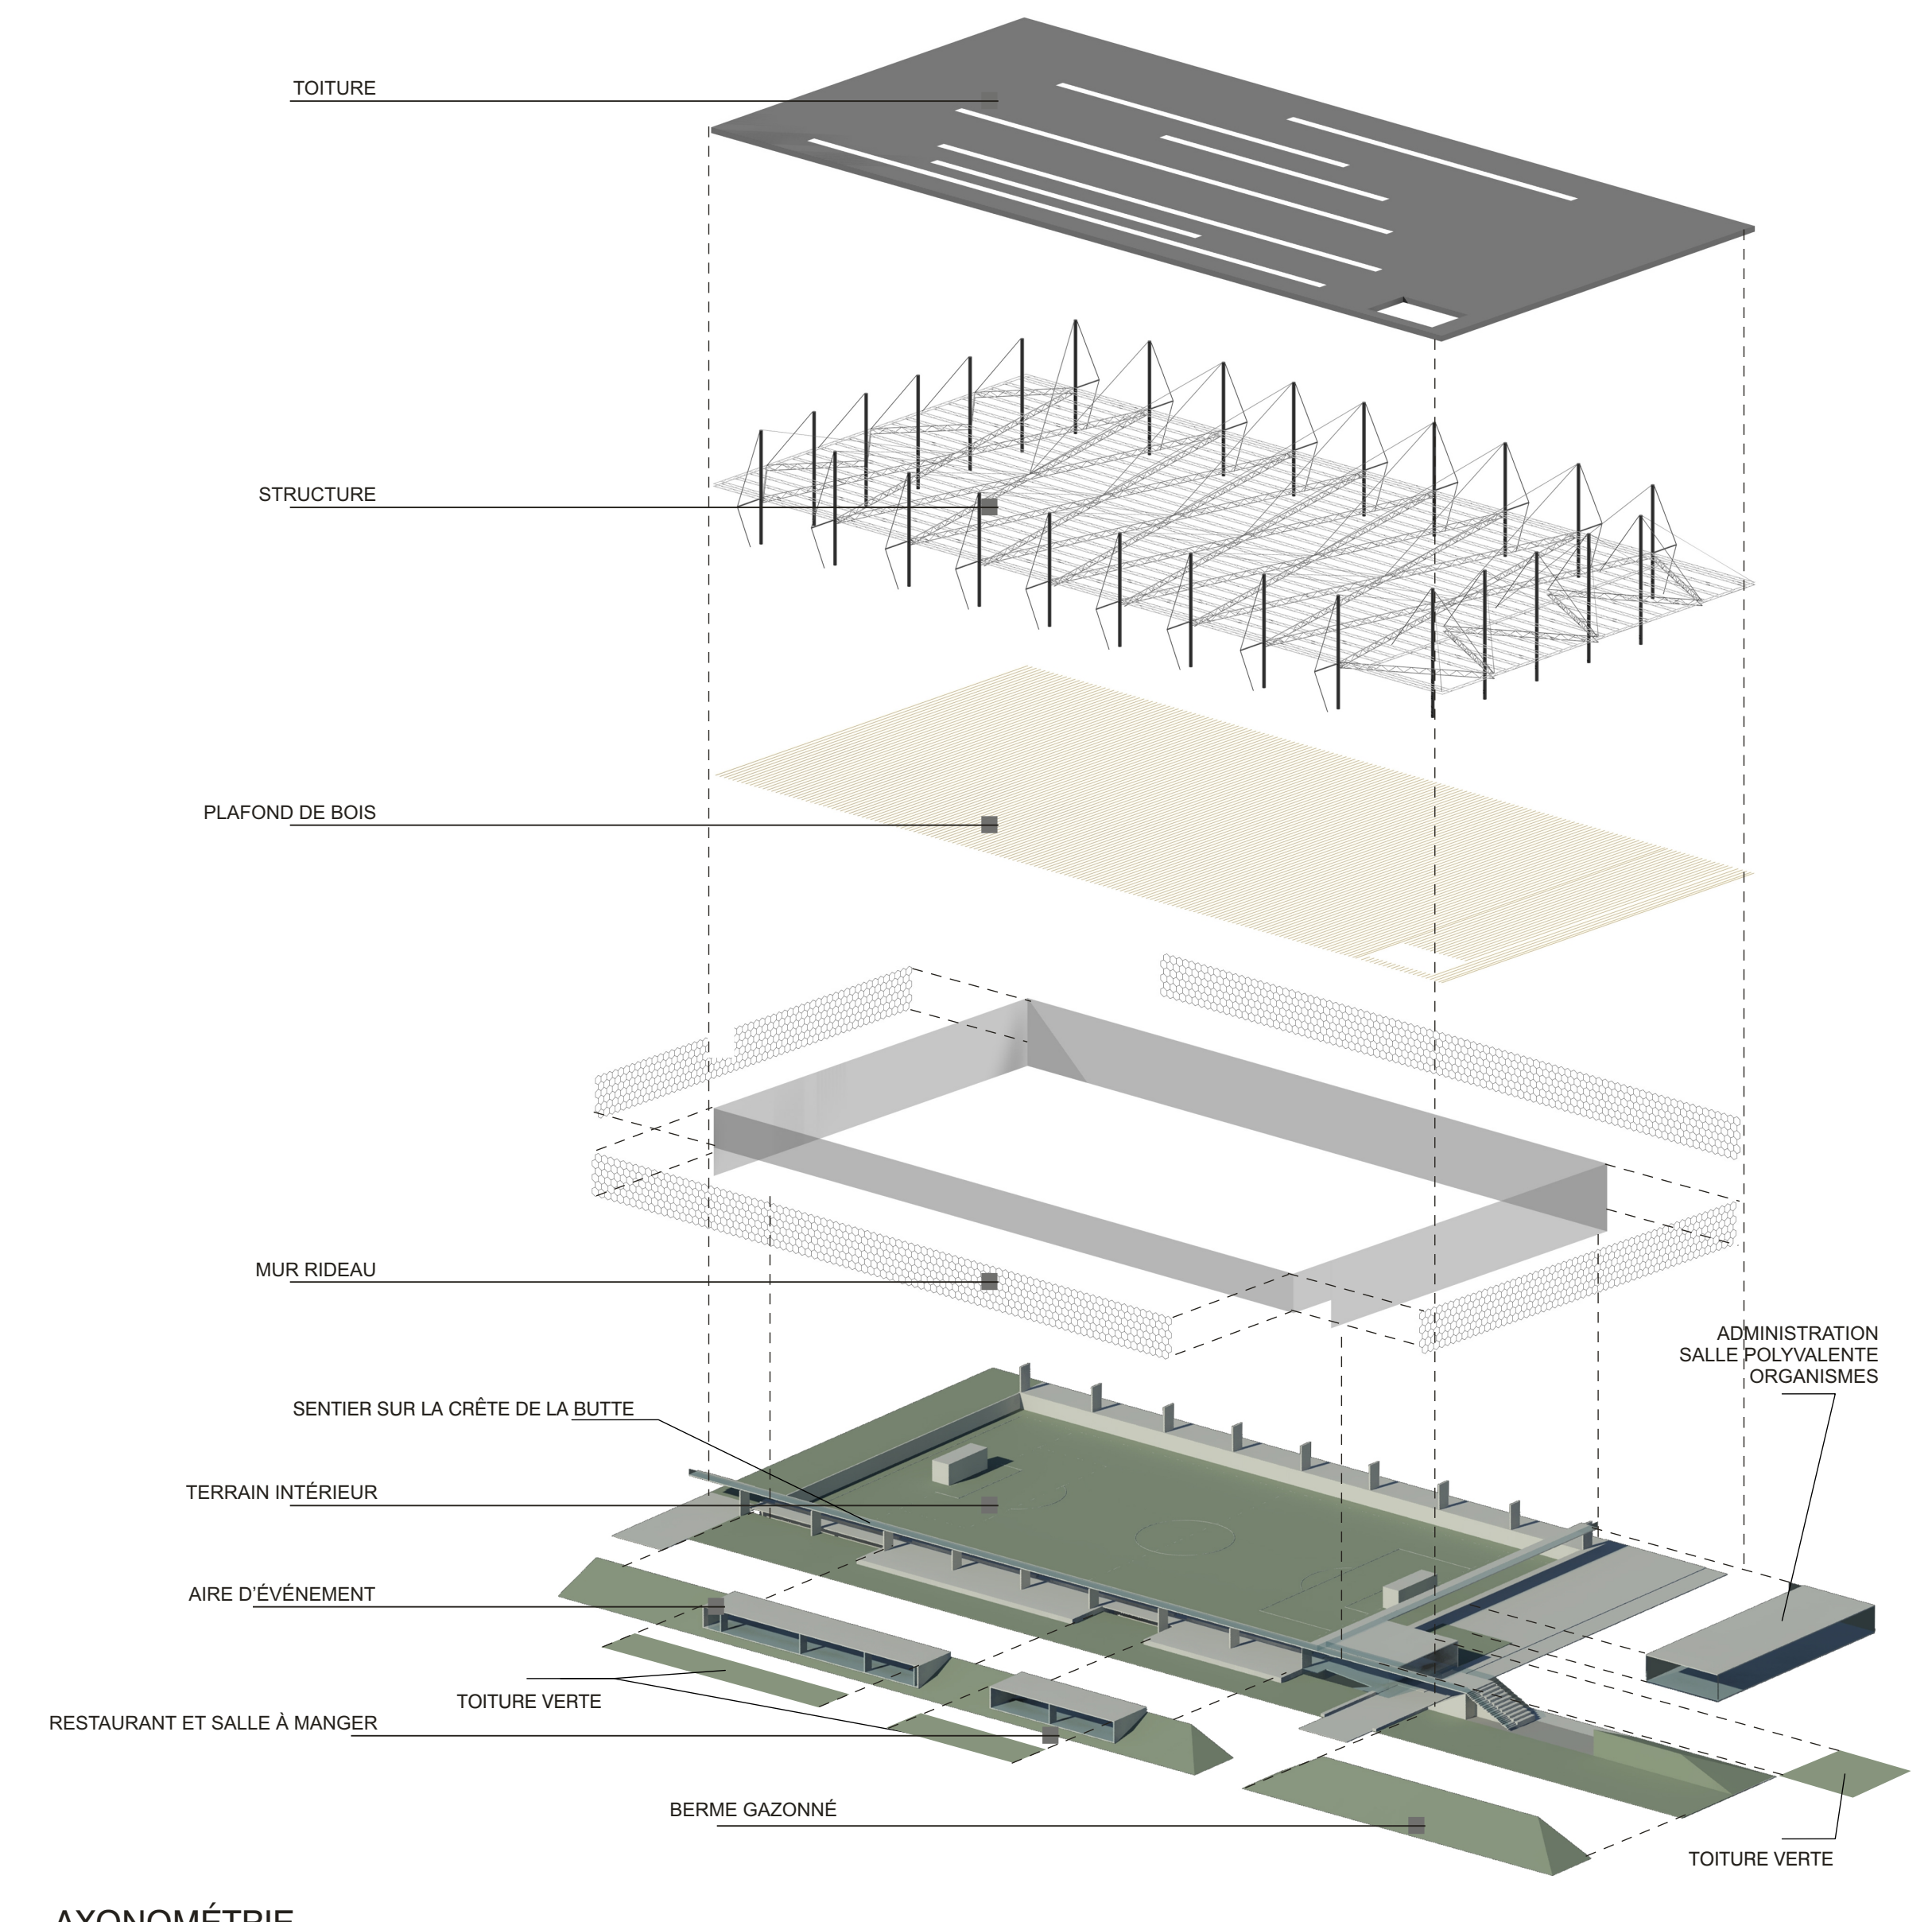 TOITURE
STRUCTURE
PLAFOND DE BOIS
MUR RIDEAU
ADMINISTRATION
SALLE POLYVALENTE
ORGANISMES
SENTIER SUR LA CRÊTE DE LA BUTTE
TERRAIN INTÉRIEUR
AIRE D'ÉVÉNEMENT
TOITURE VERTE
RESTAURANT ET SALLE À MANGER
BERME GAZONNÉ
TOITURE VERTE
AXONOMÉTRIE